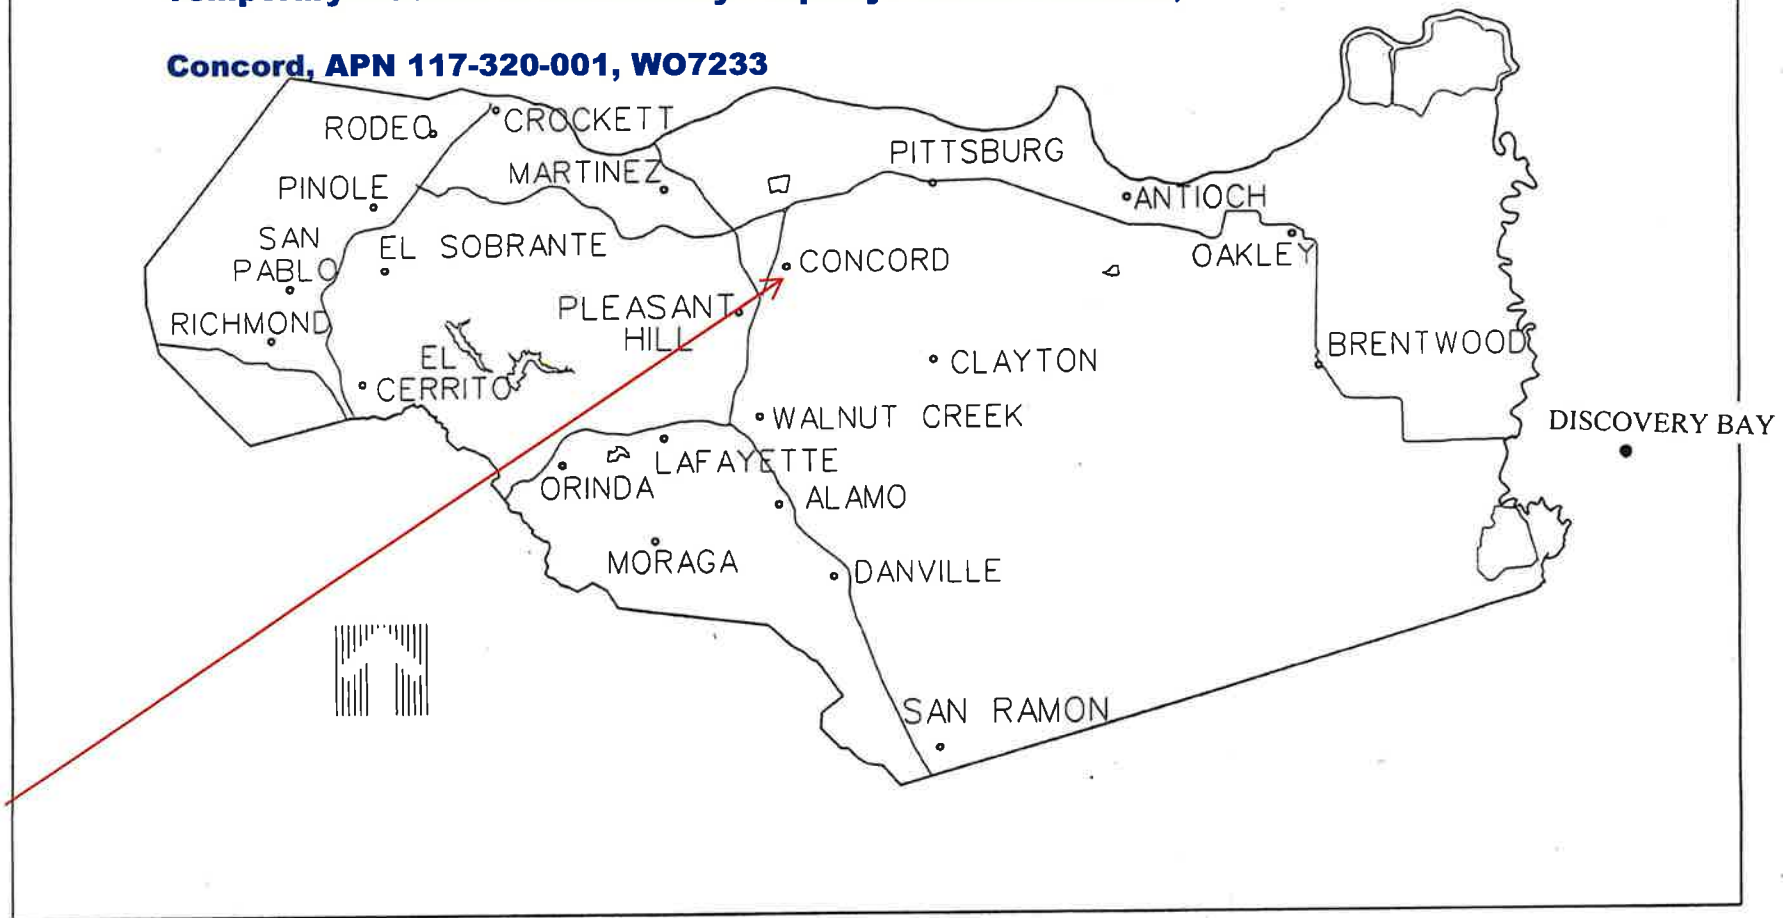 Concord, APN 117-320-001, WO7233
CROCKETT
RODEO
PITTSBURG
MARTINEZ
PINOLE
ANTIOCH
SAN
PABLO
EL SOBRANTE
CONCORD
OAKLEY
PLEASANT
HILL
RICHMOND
BRENTWOOD
EL
CERRITO
CLAYTON
WALNUT CREEK
DISCOVERY BAY
LAFAYETTE
ORINDA
ALAMO
MORAGA
DANVILLE
SAN RAMON